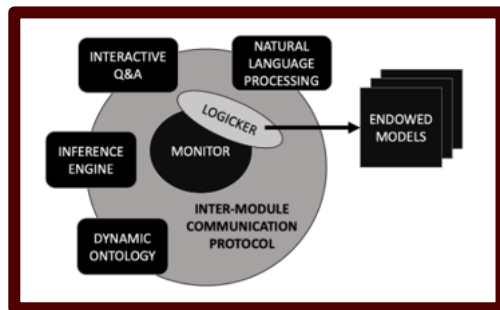 INTERACTIVE
Q&A
NATURAL
LANGUAGE
PROCESSING
LOGICKER
ENDOWED
MODELS
MONITOR
INFERENCE
ENGINE
INTER-MODULE
COMMUNICATION
PROTOCOL
DYNAMIC
ONTOLOGY